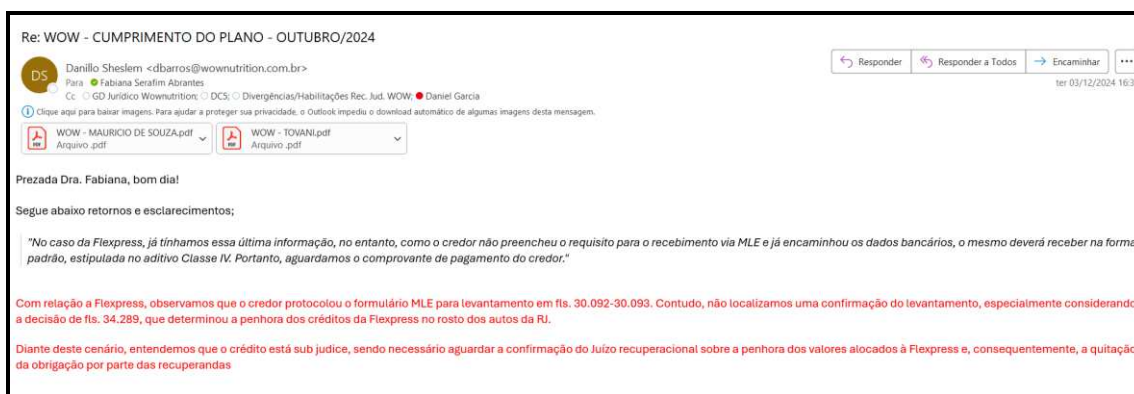 Re: WOW - CUMPRIMENTO DO PLANO - OUTUBRO/2024
DS
Danillo Sheslem <dbarros@wownutrition.com.br>
Para Fabiana Serafim Abrantes
Cc GD Jurídico Wownutrition; DC5; Divergências/Habilitações Rec. Jud. WOW; Daniel Garcia
Responder Responder a Todos Encaminhar ...
ter 03/12/2024 16:3
Clique aqui para baixar imagens. Para ajudar a proteger sua privacidade, o Outlook impediu o download automático de algumas imagens desta mensagem.
WOW - MAURICIO DE SOUZA.pdf
Arquivo .pdf
WOW - TOVANI.pdf
Arquivo .pdf
Prezada Dra. Fabiana, bom dia!
Segue abaixo retornos e esclarecimentos;
"No caso da Flexpress, já tínhamos essa última informação, no entanto, como o credor não preencheu o requisito para o recebimento via MLE e já encaminhou os dados bancários, o mesmo deverá receber na forma
padrão, estipulada no aditivo Classe IV. Portanto, aguardamos o comprovante de pagamento do credor."
Com relação a Flexpress, observamos que o credor protocolou o formulário MLE para levantamento em fls. 30.092-30.093. Contudo, não localizamos uma confirmação do levantamento, especialmente considerando
a decisão de fls. 34.289, que determinou a penhora dos créditos da Flexpress no rosto dos autos da RJ.
Diante deste cenário, entendemos que o crédito está sub judice, sendo necessário aguardar a confirmação do Juízo recuperacional sobre a penhora dos valores alocados à Flexpress e, consequentemente, a quitação
da obrigação por parte das recuperandas